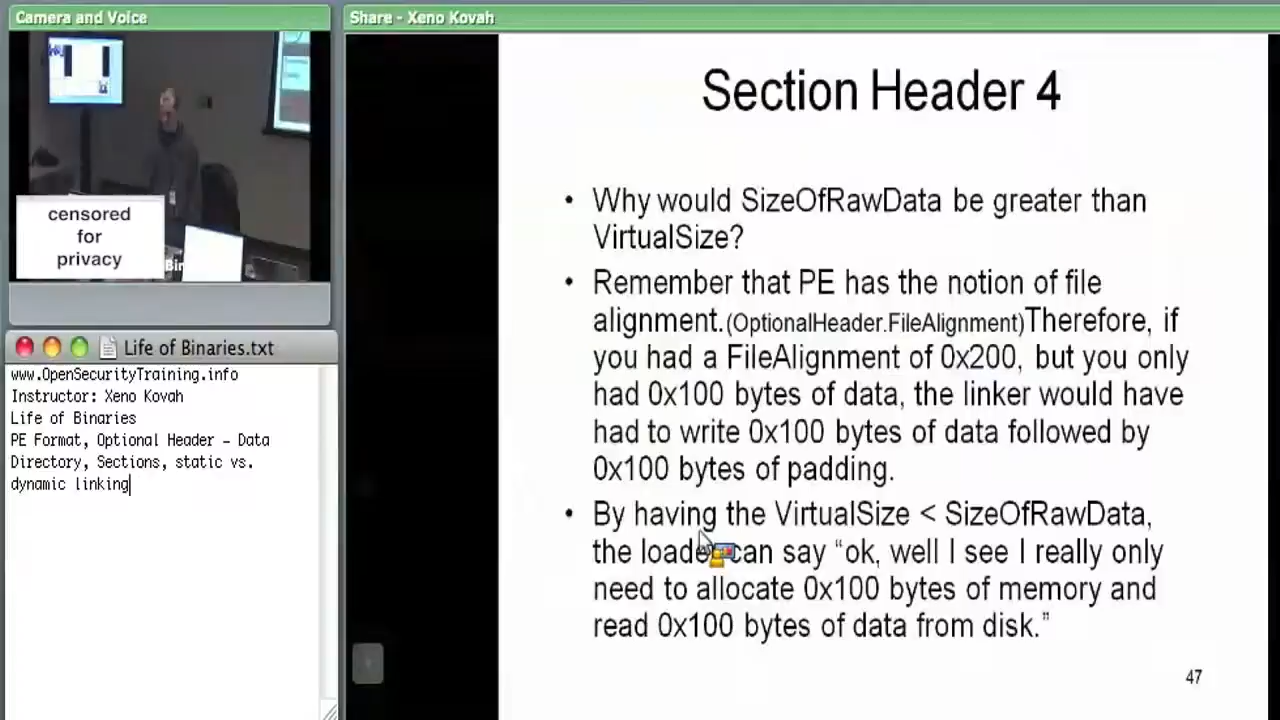 Camera and Voice
censored
for
privacy
Bin
Life of Binaries.txt
www.OpenSecurityTraining.info
Instructor: Xeno Kovah
Life of Binaries
PE Format, Optional Header - Data
Directory, Sections, static vs.
dynamic linking
Share - Xeno Kovah
Section Header 4
• Why would SizeOfRawData be greater than
VirtualSize?
• Remember that PE has the notion of file
alignment.(OptionalHeader.FileAlignment)Therefore, if
you had a FileAlignment of 0x200, but you only
had 0x100 bytes of data, the linker would have
had to write 0x100 bytes of data followed by
0x100 bytes of padding.
• By having the VirtualSize < SizeOfRawData,
the loader can say “ok, well I see I really only
need to allocate 0x100 bytes of memory and
read 0x100 bytes of data from disk.”
47